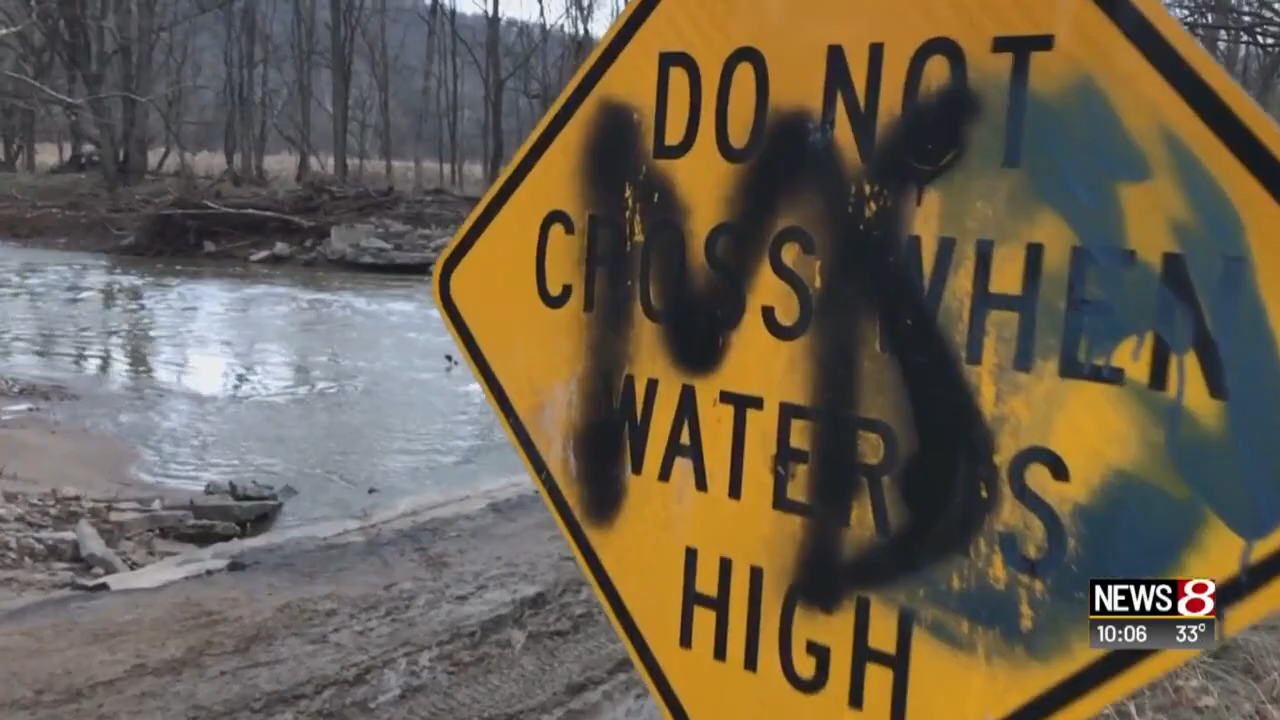 DO NOT
CROSS WHEN
WATER IS
HIGH
NEWS 8
10:06 33°